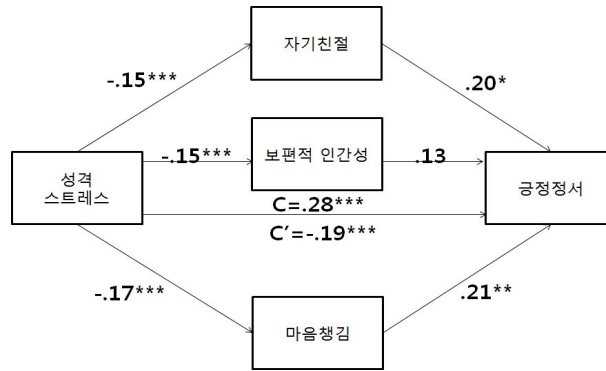 자기친절
-.15***
.20*
-.15***
보편적 인간성
.13
성격
스트레스
긍정정서
C=.28***
C′=-.19***
-.17***
.21**
마음챙김